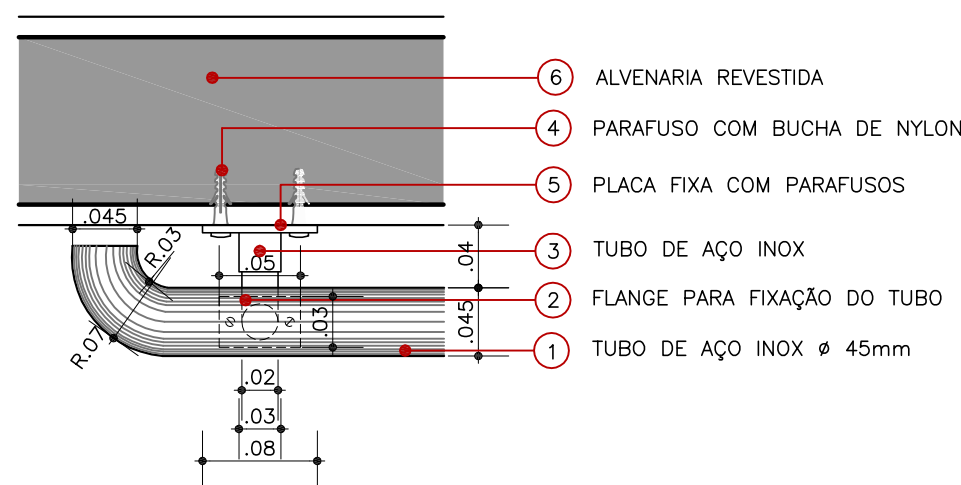 6 ALVENARIA REVESTIDA
4 PARAFUSO COM BUCHA DE NYLON
5 PLACA FIXA COM PARAFUSOS
.045
R.03
3 TUBO DE AÇO INOX
.04
.05
2 FLANGE PARA FIXAÇÃO DO TUBO
.03
.045
R.07
1 TUBO DE AÇO INOX ø 45mm
.02
.03
.08